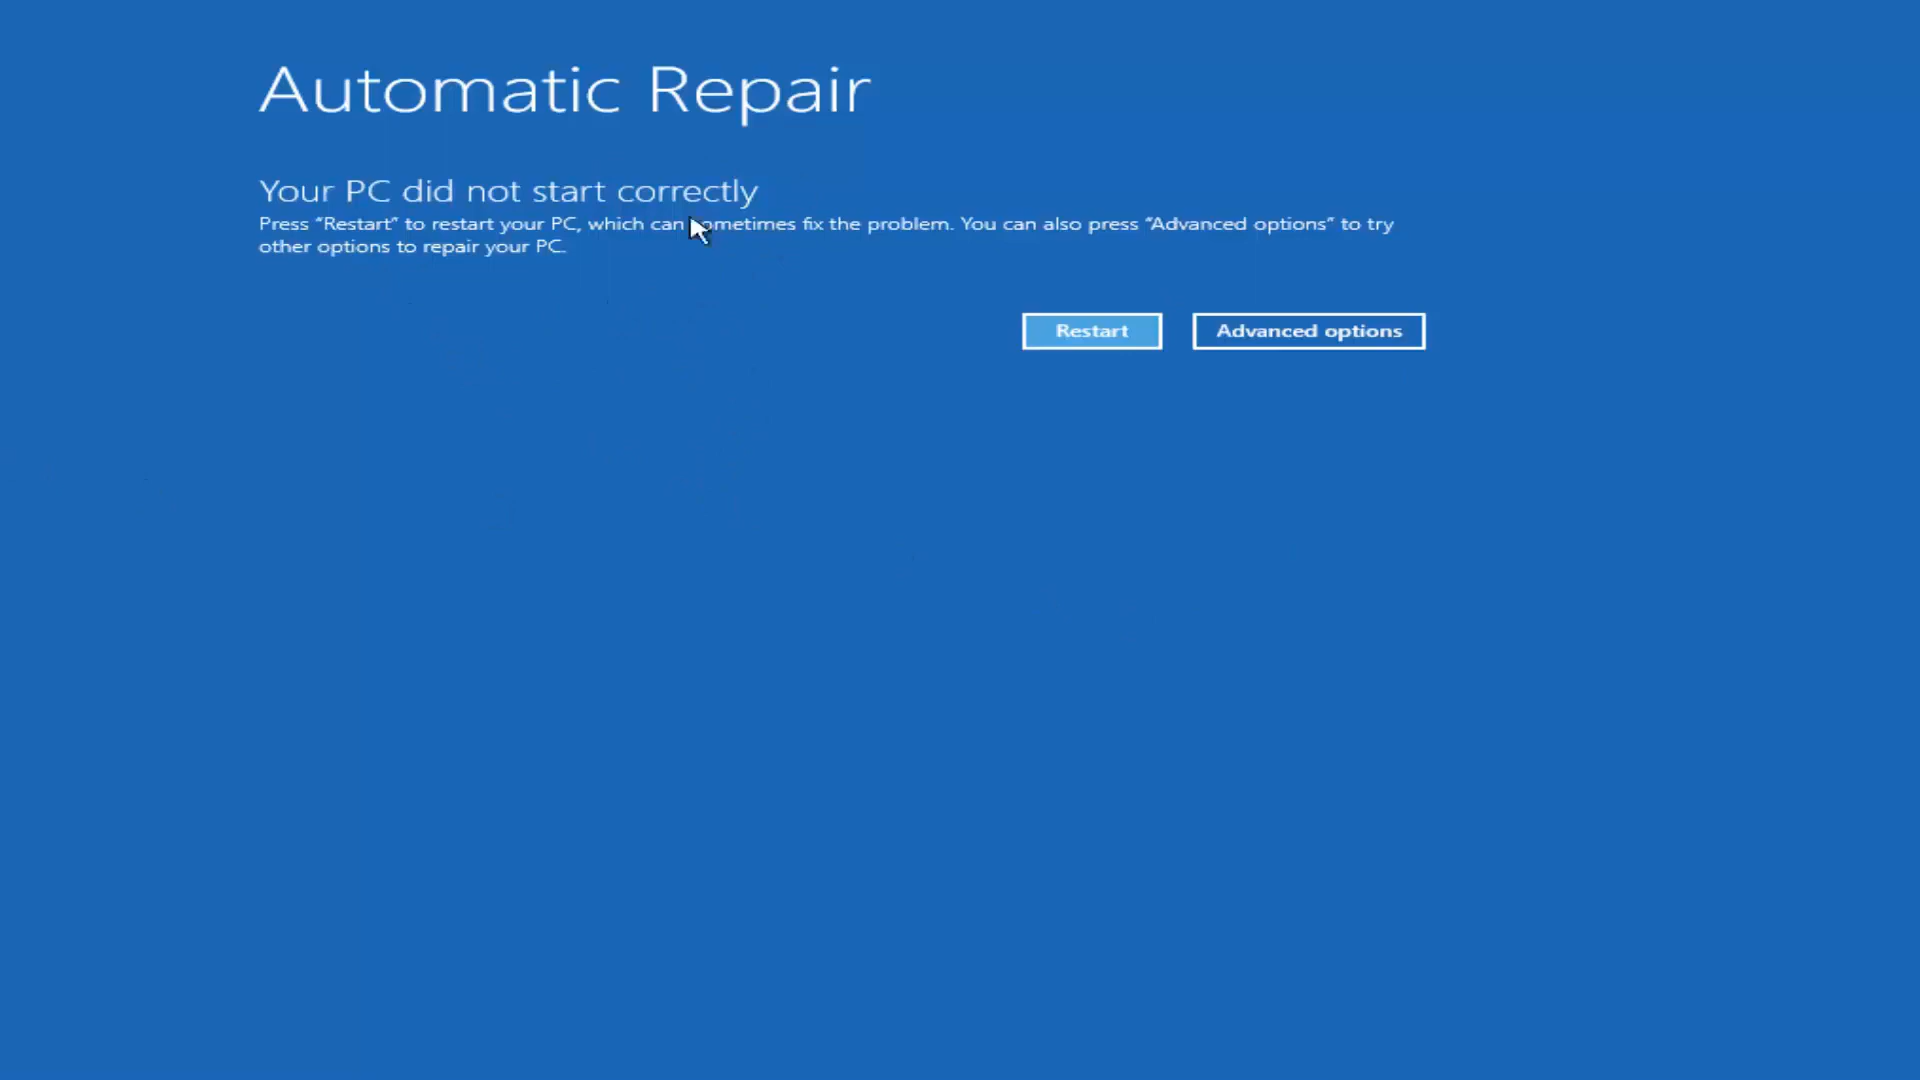 Automatic Repair
Your PC did not start correctly
Press “Restart” to restart your PC, which can sometimes fix the problem. You can also press “Advanced options” to try
other options to repair your PC.
Restart
Advanced options